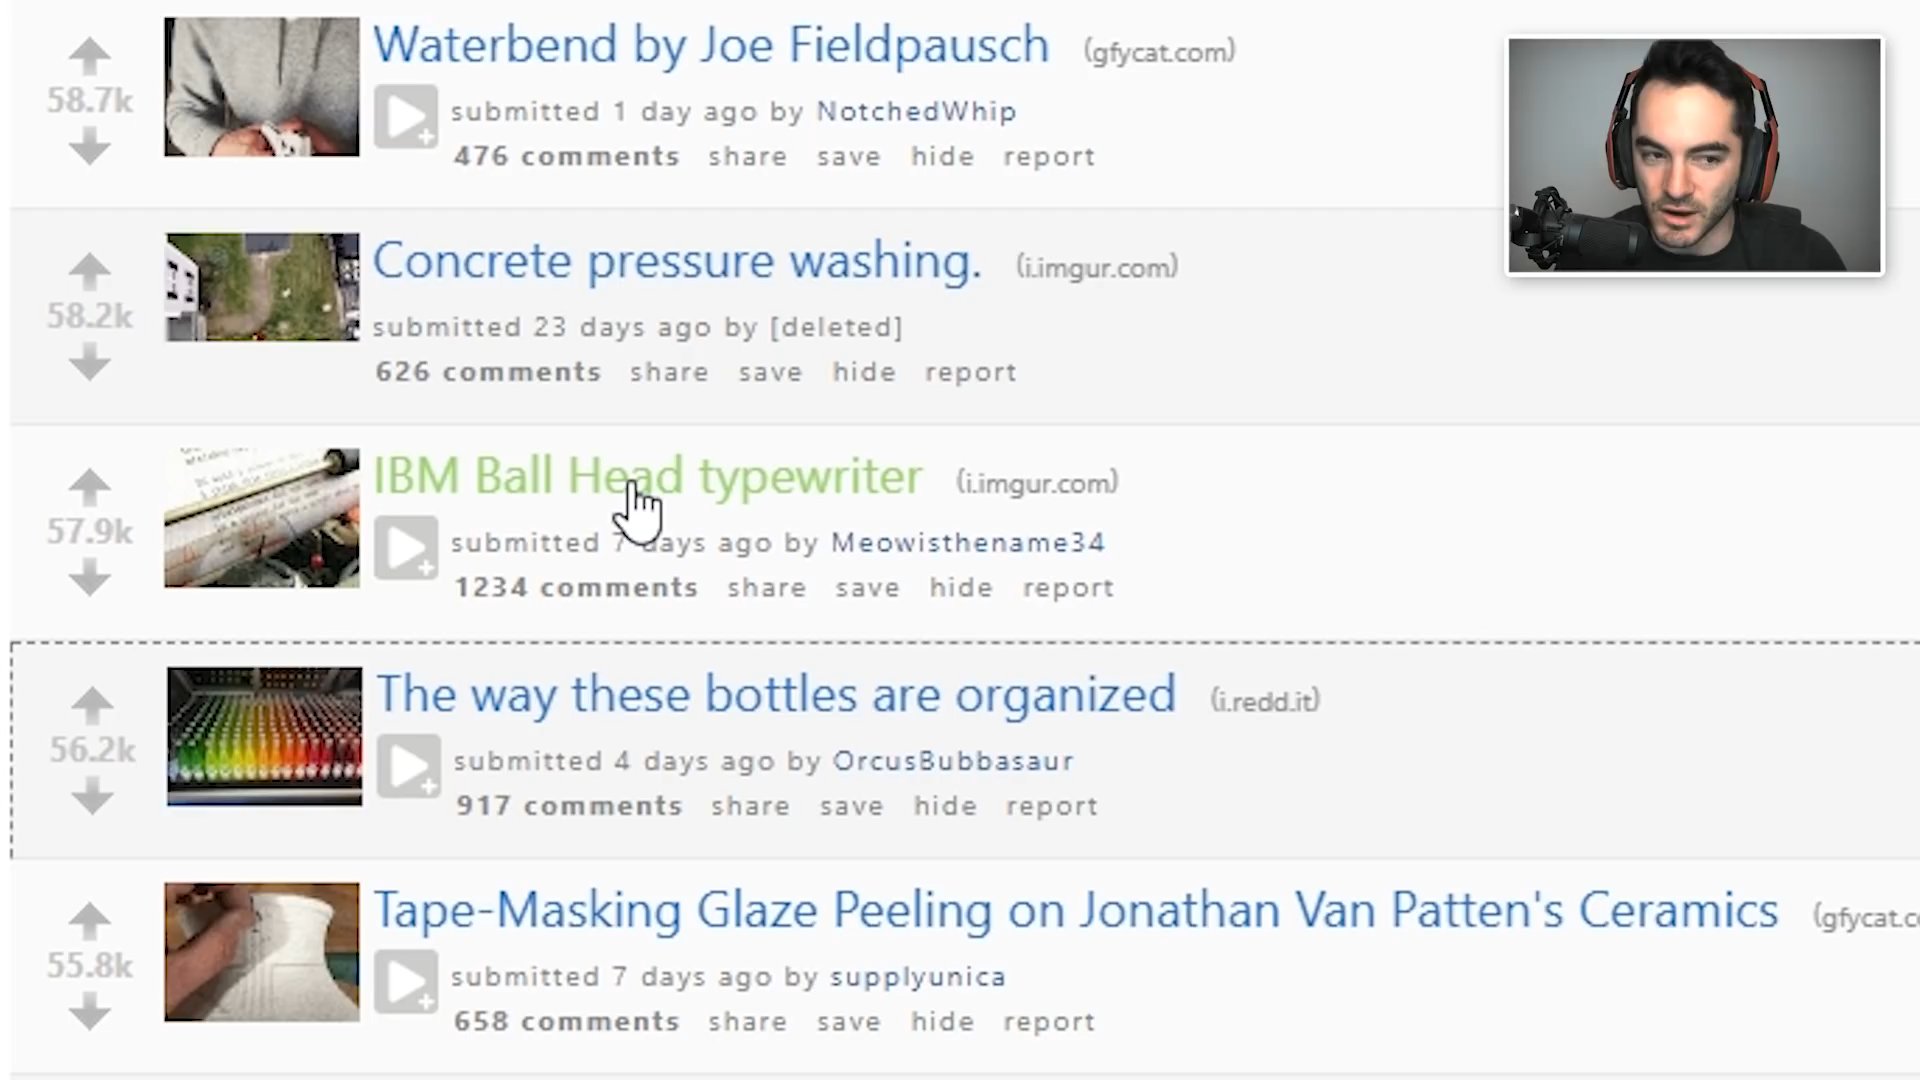 Waterbend by Joe Fieldpausch (gfycat.com)
58.7k
submitted 1 day ago by NotchedWhip
476 comments share save hide report
Concrete pressure washing. (i.imgur.com)
58.2k
submitted 23 days ago by [deleted]
626 comments share save hide report
IBM Ball Head typewriter (i.imgur.com)
57.9k
submitted 7 days ago by Meowisthename34
1234 comments share save hide report
The way these bottles are organized (i.redd.it)
56.2k
submitted 4 days ago by OrcusBubbasaur
917 comments share save hide report
Tape-Masking Glaze Peeling on Jonathan Van Patten's Ceramics
55.8k
submitted 7 days ago by supplyunica
658 comments share save hide report